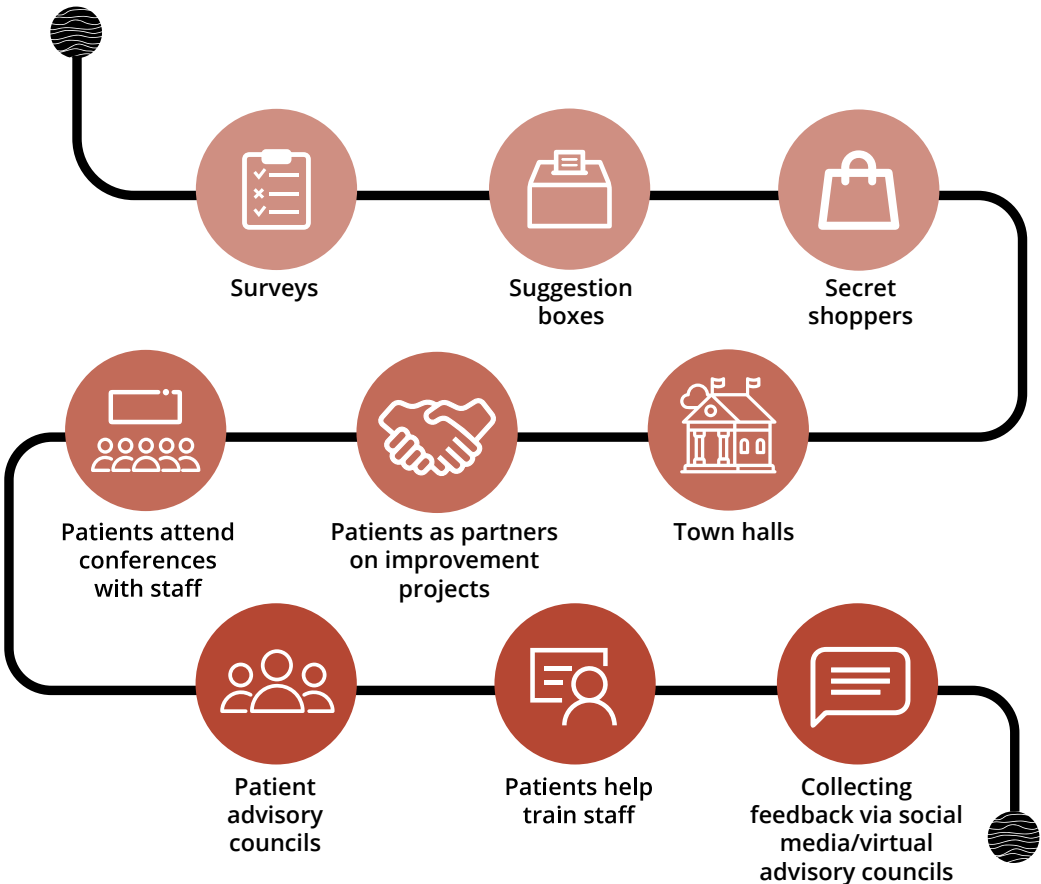 Surveys
Suggestion
boxes
Secret
shoppers
Town halls
Patients as partners
on improvement
projects
Patients attend
conferences
with staff
Patient
advisory
councils
Patients help
train staff
Collecting
feedback via social
media/virtual
advisory councils